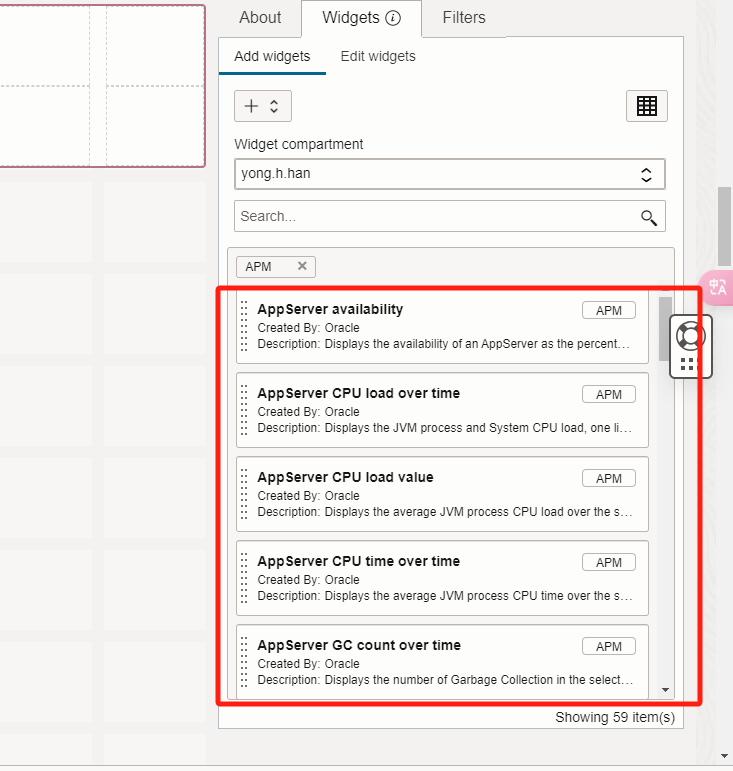 About
Widgets
Filters
Add widgets
Edit widgets
Widget compartment
yong.h.han
Search...
APM
AppServer availability
APM
Created By: Oracle
Description: Displays the availability of an AppServer as the percent…
AppServer CPU load over time
APM
Created By: Oracle
Description: Displays the JVM process and System CPU load, one li…
AppServer CPU load value
APM
Created By: Oracle
Description: Displays the average JVM process CPU load over the s…
AppServer CPU time over time
APM
Created By: Oracle
Description: Displays the average JVM process CPU time over the s…
AppServer GC count over time
APM
Created By: Oracle
Description: Displays the number of Garbage Collection in the select…
Showing 59 item(s)
中A